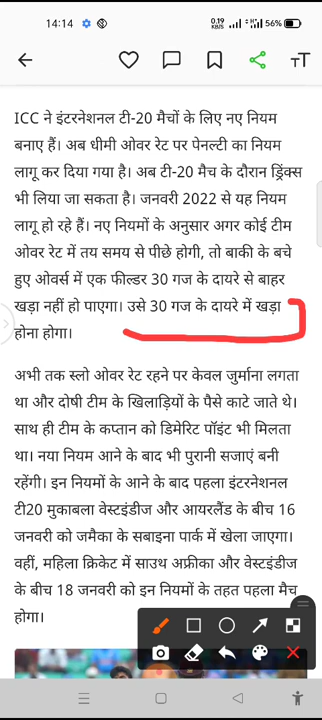 14:14
0.19
KB/S
56%
TT
ICC ने इंटरनेशनल टी-20 मैचों के लिए नए नियम
बनाए हैं। अब धीमी ओवर रेट पर पेनल्टी का नियम
लागू कर दिया गया है। अब टी-20 मैच के दौरान ड्रिंक्स
भी लिया जा सकता है। जनवरी 2022 से यह नियम
लागू हो रहे हैं। नए नियमों के अनुसार अगर कोई टीम
ओवर रेट में तय समय से पीछे होगी, तो बाकी के बचे
हुए ओवर्स में एक फील्डर 30 गज के दायरे से बाहर
खड़ा नहीं हो पाएगा। उसे 30 गज के दायरे में खड़ा
होना होगा।
अभी तक स्लो ओवर रेट रहने पर केवल जुर्माना लगता
था और दोषी टीम के खिलाड़ियों के पैसे काटे जाते थे।
साथ ही टीम के कप्तान को डिमेरिट पॉइंट भी मिलता
था। नया नियम आने के बाद भी पुरानी सजाएं बनी
रहेंगी। इन नियमों के आने के बाद पहला इंटरनेशनल
टी20 मुकाबला वेस्टइंडीज और आयरलैंड के बीच 16
जनवरी को जमैका के सबाइना पार्क में खेला जाएगा।
वहीं, महिला क्रिकेट में साउथ अफ्रीका और वेस्टइंडीज
के बीच 18 जनवरी को इन नियमों के तहत पहला मैच
होगा।